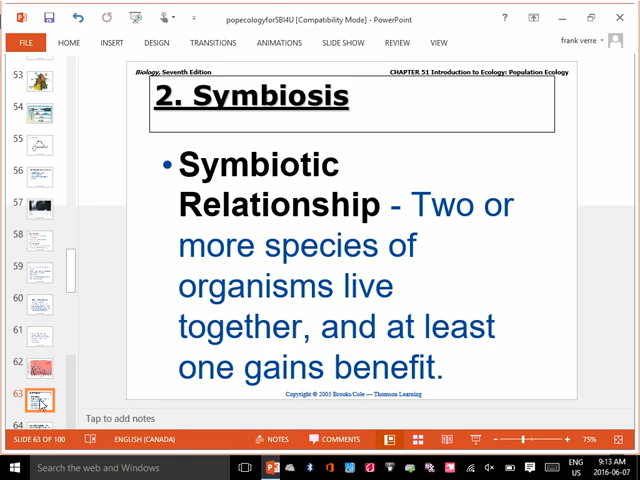 popecologyforSBI4U [Compatibility Mode] - PowerPoint
FILE HOME INSERT DESIGN TRANSITIONS ANIMATIONS SLIDE SHOW REVIEW VIEW frank verre
53
54
55
56
57
58
59
60
61
62
63
64
Biology, Seventh Edition CHAPTER 51 Introduction to Ecology: Population Ecology
2. Symbiosis
• Symbiotic
Relationship - Two or
more species of
organisms live
together, and at least
one gains benefit.
Copyright © 2005 Brooks/Cole — Thomson Learning
Tap to add notes
SLIDE 63 OF 100 ENGLISH (CANADA) NOTES COMMENTS 75%
Search the web and Windows
ENG
US
9:13 AM
2016-06-07